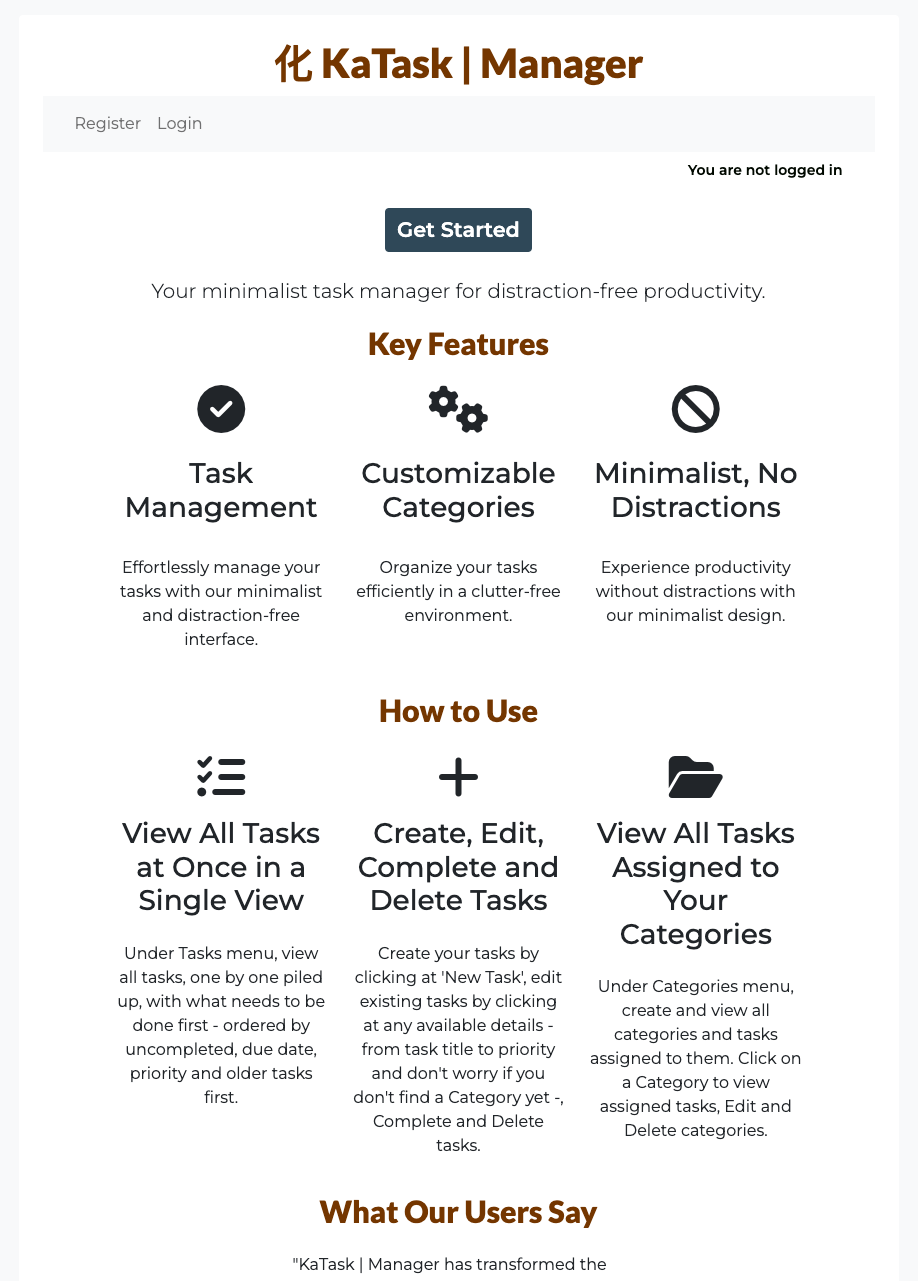 化 KaTask | Manager
Register Login
You are not logged in
Get Started
Your minimalist task manager for distraction-free productivity.
Key Features
Task
Management
Effortlessly manage your
tasks with our minimalist
and distraction-free
interface.
Customizable
Categories
Organize your tasks
efficiently in a clutter-free
environment.
Minimalist, No
Distractions
Experience productivity
without distractions with
our minimalist design.
How to Use
View All Tasks
at Once in a
Single View
Under Tasks menu, view
all tasks, one by one piled
up, with what needs to be
done first - ordered by
uncompleted, due date,
priority and older tasks
first.
Create, Edit,
Complete and
Delete Tasks
Create your tasks by
clicking at 'New Task', edit
existing tasks by clicking
at any available details -
from task title to priority
and don't worry if you
don't find a Category yet -,
Complete and Delete
tasks.
View All Tasks
Assigned to
Your
Categories
Under Categories menu,
create and view all
categories and tasks
assigned to them. Click on
a Category to view
assigned tasks, Edit and
Delete categories.
What Our Users Say
"KaTask | Manager has transformed the